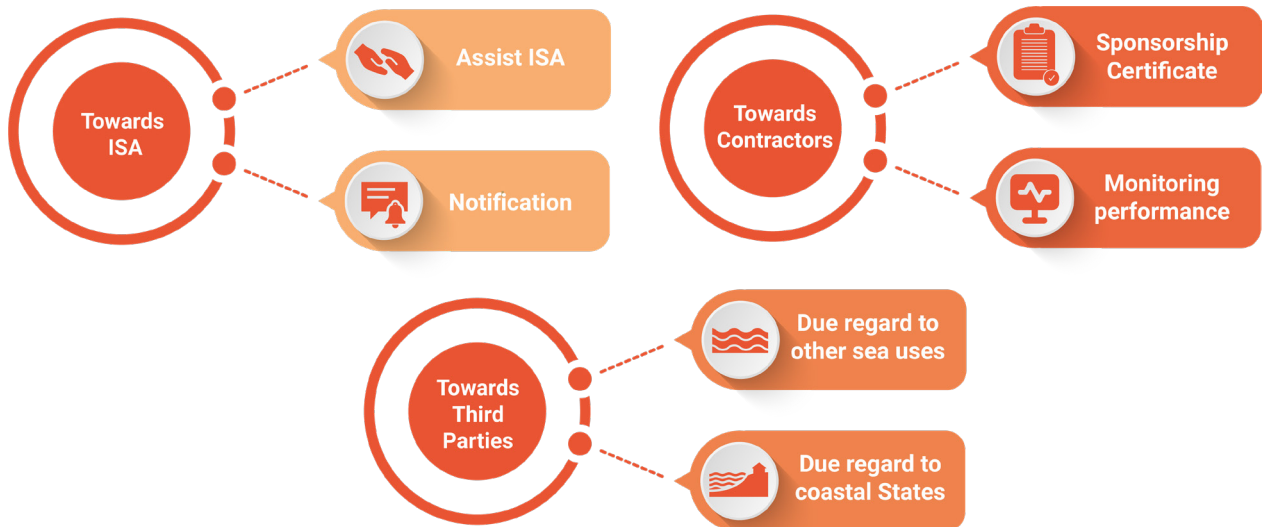 Towards
ISA
Assist ISA
Notification
Towards
Contractors
Sponsorship
Certificate
Monitoring
performance
Towards
Third
Parties
Due regard to
other sea uses
Due regard to
coastal States